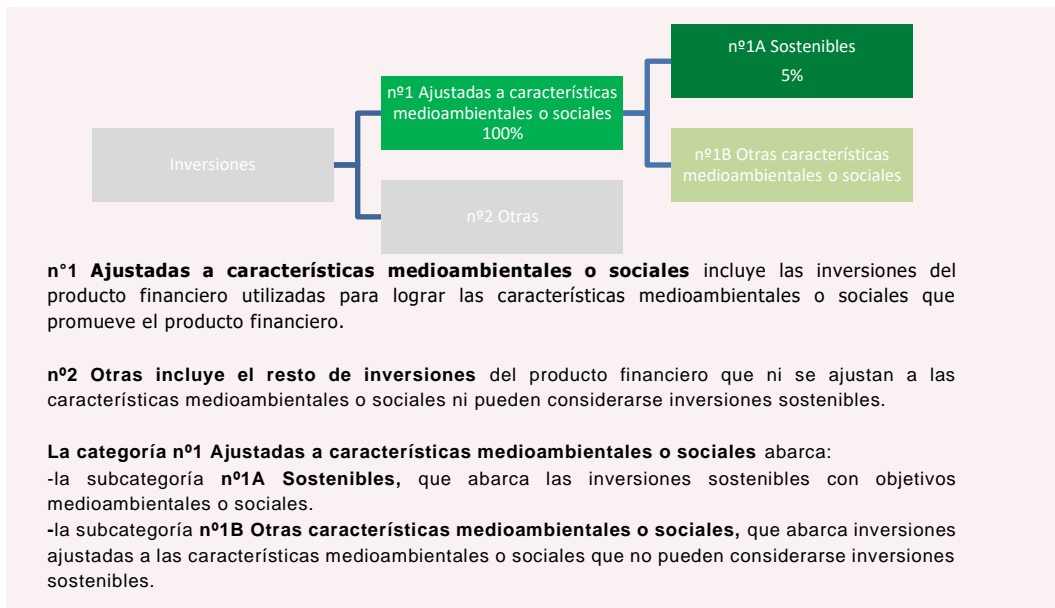 nº1A Sostenibles
5%
nº1 Ajustadas a características
medioambientales o sociales
100%
Inversiones
nº1B Otras características
medioambientales o sociales
nº2 Otras
n°1 Ajustadas a características medioambientales o sociales incluye las inversiones del
producto financiero utilizadas para lograr las características medioambientales o sociales que
promueve el producto financiero.
nº2 Otras incluye el resto de inversiones del producto financiero que ni se ajustan a las
características medioambientales o sociales ni pueden considerarse inversiones sostenibles.
La categoría nº1 Ajustadas a características medioambientales o sociales abarca:
-la subcategoría nº1A Sostenibles, que abarca las inversiones sostenibles con objetivos
medioambientales o sociales.
-la subcategoría nº1B Otras características medioambientales o sociales, que abarca inversiones
ajustadas a las características medioambientales o sociales que no pueden considerarse inversiones
sostenibles.